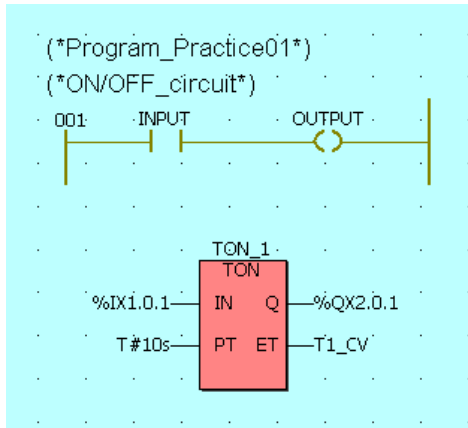 (*Program_Practice01*)
(*ON/OFF_circuit*)
001 INPUT OUTPUT
TON_1
TON
%IX1.0.1 IN Q %QX2.0.1
T#10s PT ET T1_CV